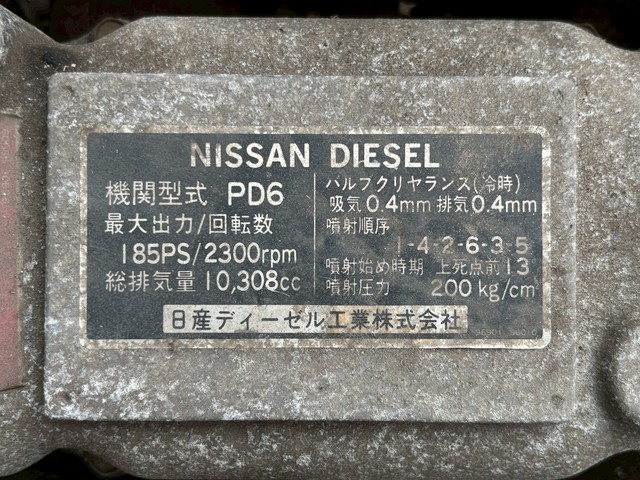 NISSAN DIESEL
機関型式 PD6
最大出力/回転数
185PS/2300rpm
総排気量 10,308cc
バルブクリヤランス(冷時)
吸気0.4mm 排気0.4mm
噴射順序
1-4-2-6-3-5
噴射始め時期 上死点前13
噴射圧力 200kg/cm
日産ディーゼル工業株式会社